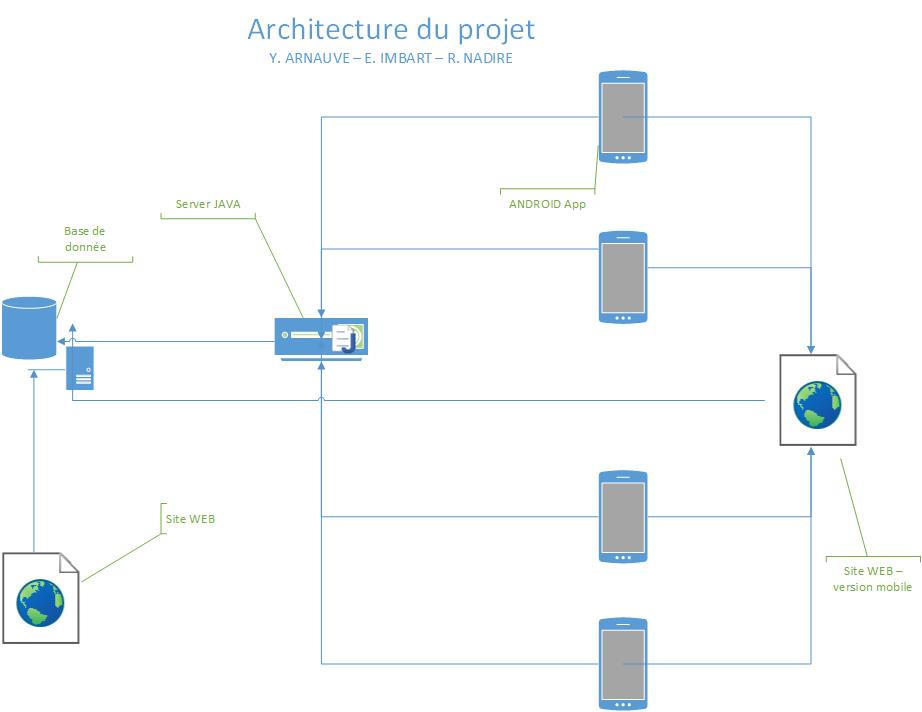 Architecture du projet
Y. ARNAUVE – E. IMBART – R. NADIRE
Server JAVA
ANDROID App
Base de
donnée
J
Site WEB
Site WEB –
version mobile